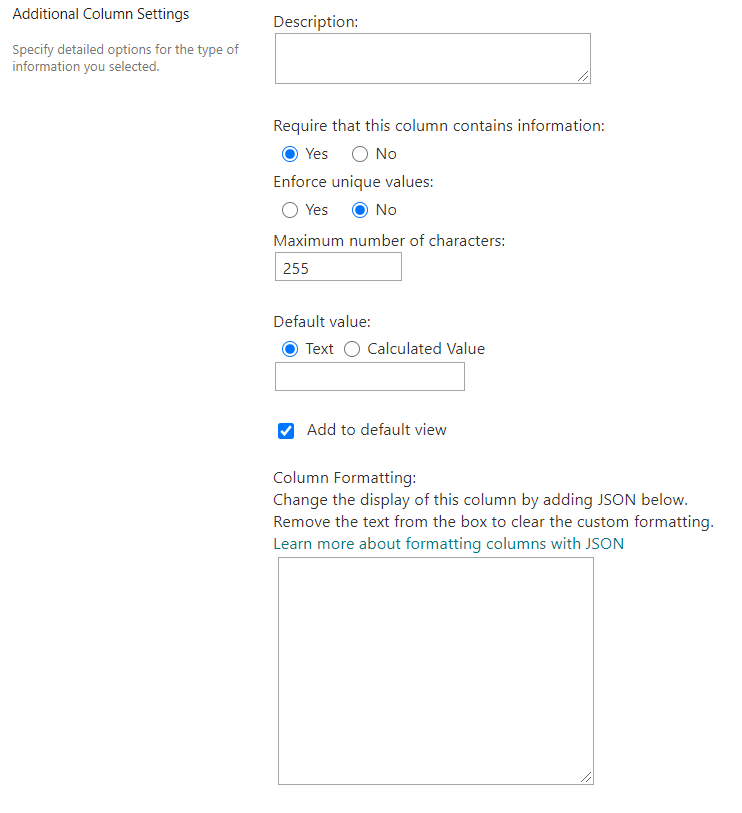 Additional Column Settings
Specify detailed options for the type of
information you selected.
Description:
Require that this column contains information:
Yes No
Enforce unique values:
Yes No
Maximum number of characters:
255
Default value:
Text Calculated Value
Add to default view
Column Formatting:
Change the display of this column by adding JSON below.
Remove the text from the box to clear the custom formatting.
Learn more about formatting columns with JSON